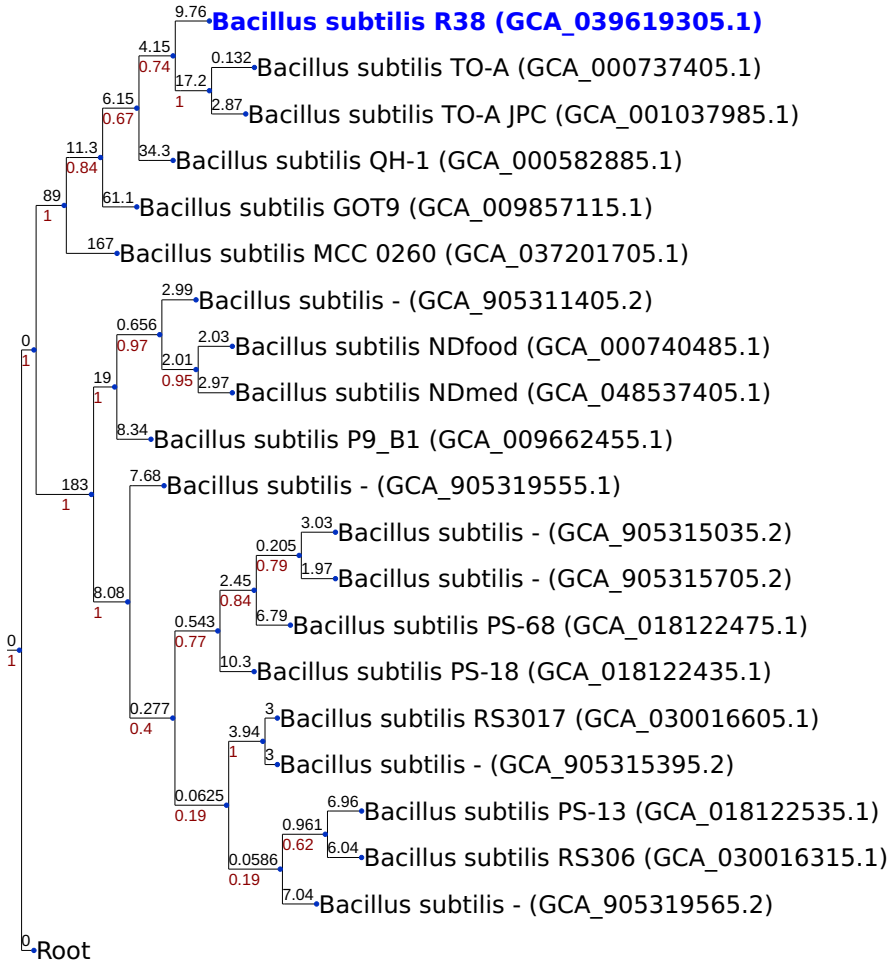 9.76 Bacillus subtilis R38 (GCA_039619305.1)
4.15
0.74
0.132 Bacillus subtilis TO-A (GCA_000737405.1)
17.2
1
6.15
0.67
2.87 Bacillus subtilis TO-A JPC (GCA_001037985.1)
11.3
0.84
34.3 Bacillus subtilis QH-1 (GCA_000582885.1)
89
1
61.1 Bacillus subtilis GOT9 (GCA_009857115.1)
167 Bacillus subtilis MCC 0260 (GCA_037201705.1)
2.99 Bacillus subtilis - (GCA_905311405.2)
0.656
0.97
0
1
2.03 Bacillus subtilis NDfood (GCA_000740485.1)
2.01
0.95
19
1
2.97 Bacillus subtilis NDmed (GCA_048537405.1)
8.34 Bacillus subtilis P9_B1 (GCA_009662455.1)
7.68 Bacillus subtilis - (GCA_905319555.1)
183
1
3.03 Bacillus subtilis - (GCA_905315035.2)
0.205
0.79
1.97 Bacillus subtilis - (GCA_905315705.2)
2.45
0.84
8.08
1
6.79 Bacillus subtilis PS-68 (GCA_018122475.1)
0.543
0.77
0
1
10.3 Bacillus subtilis PS-18 (GCA_018122435.1)
0.277
0.4
3 Bacillus subtilis RS3017 (GCA_030016605.1)
3.94
1
3 Bacillus subtilis - (GCA_905315395.2)
0.0625
0.19
6.96 Bacillus subtilis PS-13 (GCA_018122535.1)
0.961
0.62
6.04 Bacillus subtilis RS306 (GCA_030016315.1)
0.0586
0.19
7.04 Bacillus subtilis - (GCA_905319565.2)
0 Root